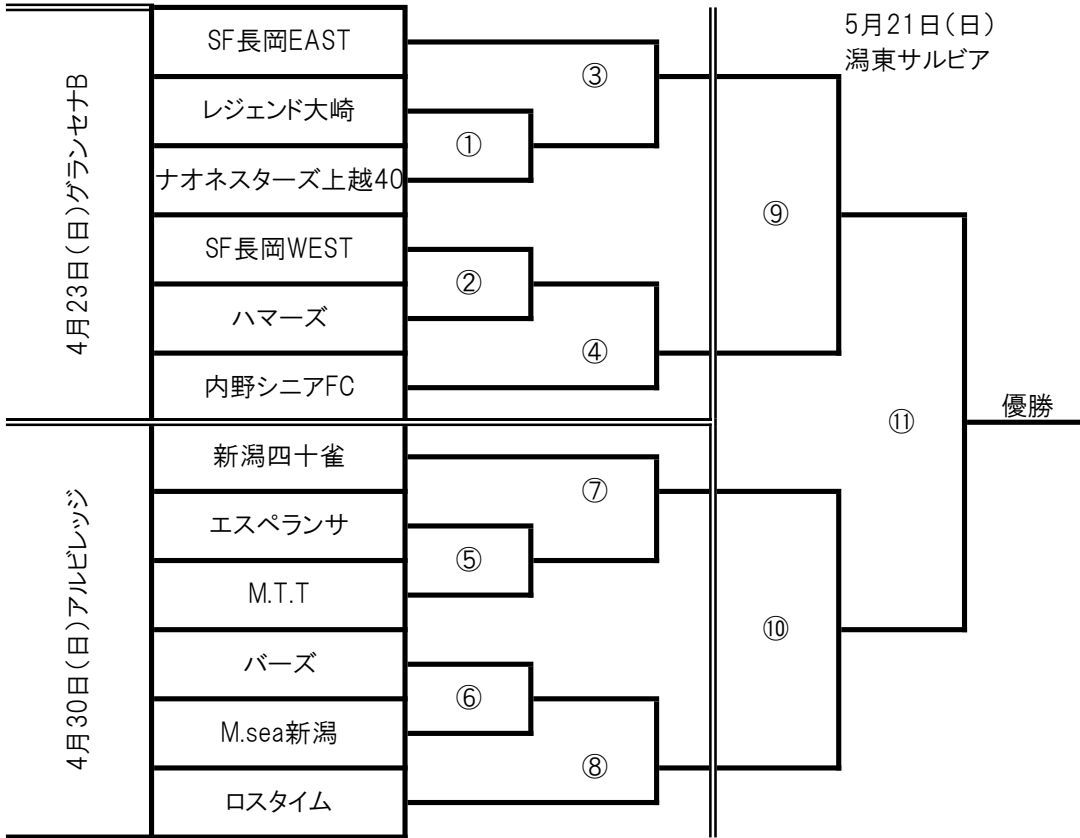 5月21日(日)
潟東サルビア
4月23日(日)グランセナB
SF長岡EAST
レジェンド大崎
ナオネスターズ上越40
SF長岡WEST
ハマーズ
内野シニアFC
③
①
②
④
⑨
⑪
優勝
4月30日(日)アルビレッジ
新潟四十雀
エスペランサ
M.T.T
バーズ
M.sea新潟
ロスタイム
⑦
⑤
⑥
⑧
⑩